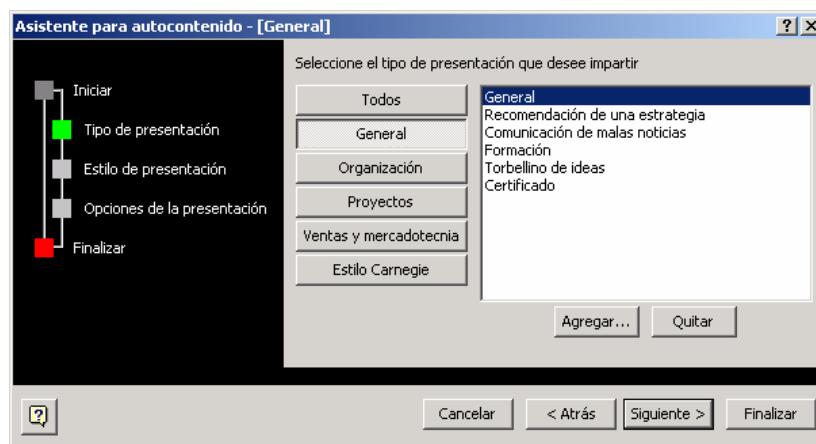 Asistente para autocontenido - [General]
Seleccione el tipo de presentación que desee impartir
Iniciar
Tipo de presentación
Estilo de presentación
Opciones de la presentación
Finalizar
Todos
General
Organización
Proyectos
Ventas y mercadotecnia
Estilo Carnegie
General
Recomendación de una estrategia
Comunicación de malas noticias
Formación
Torbellino de ideas
Certificado
Agregar... Quitar
Cancelar < Atrás Siguiente > Finalizar